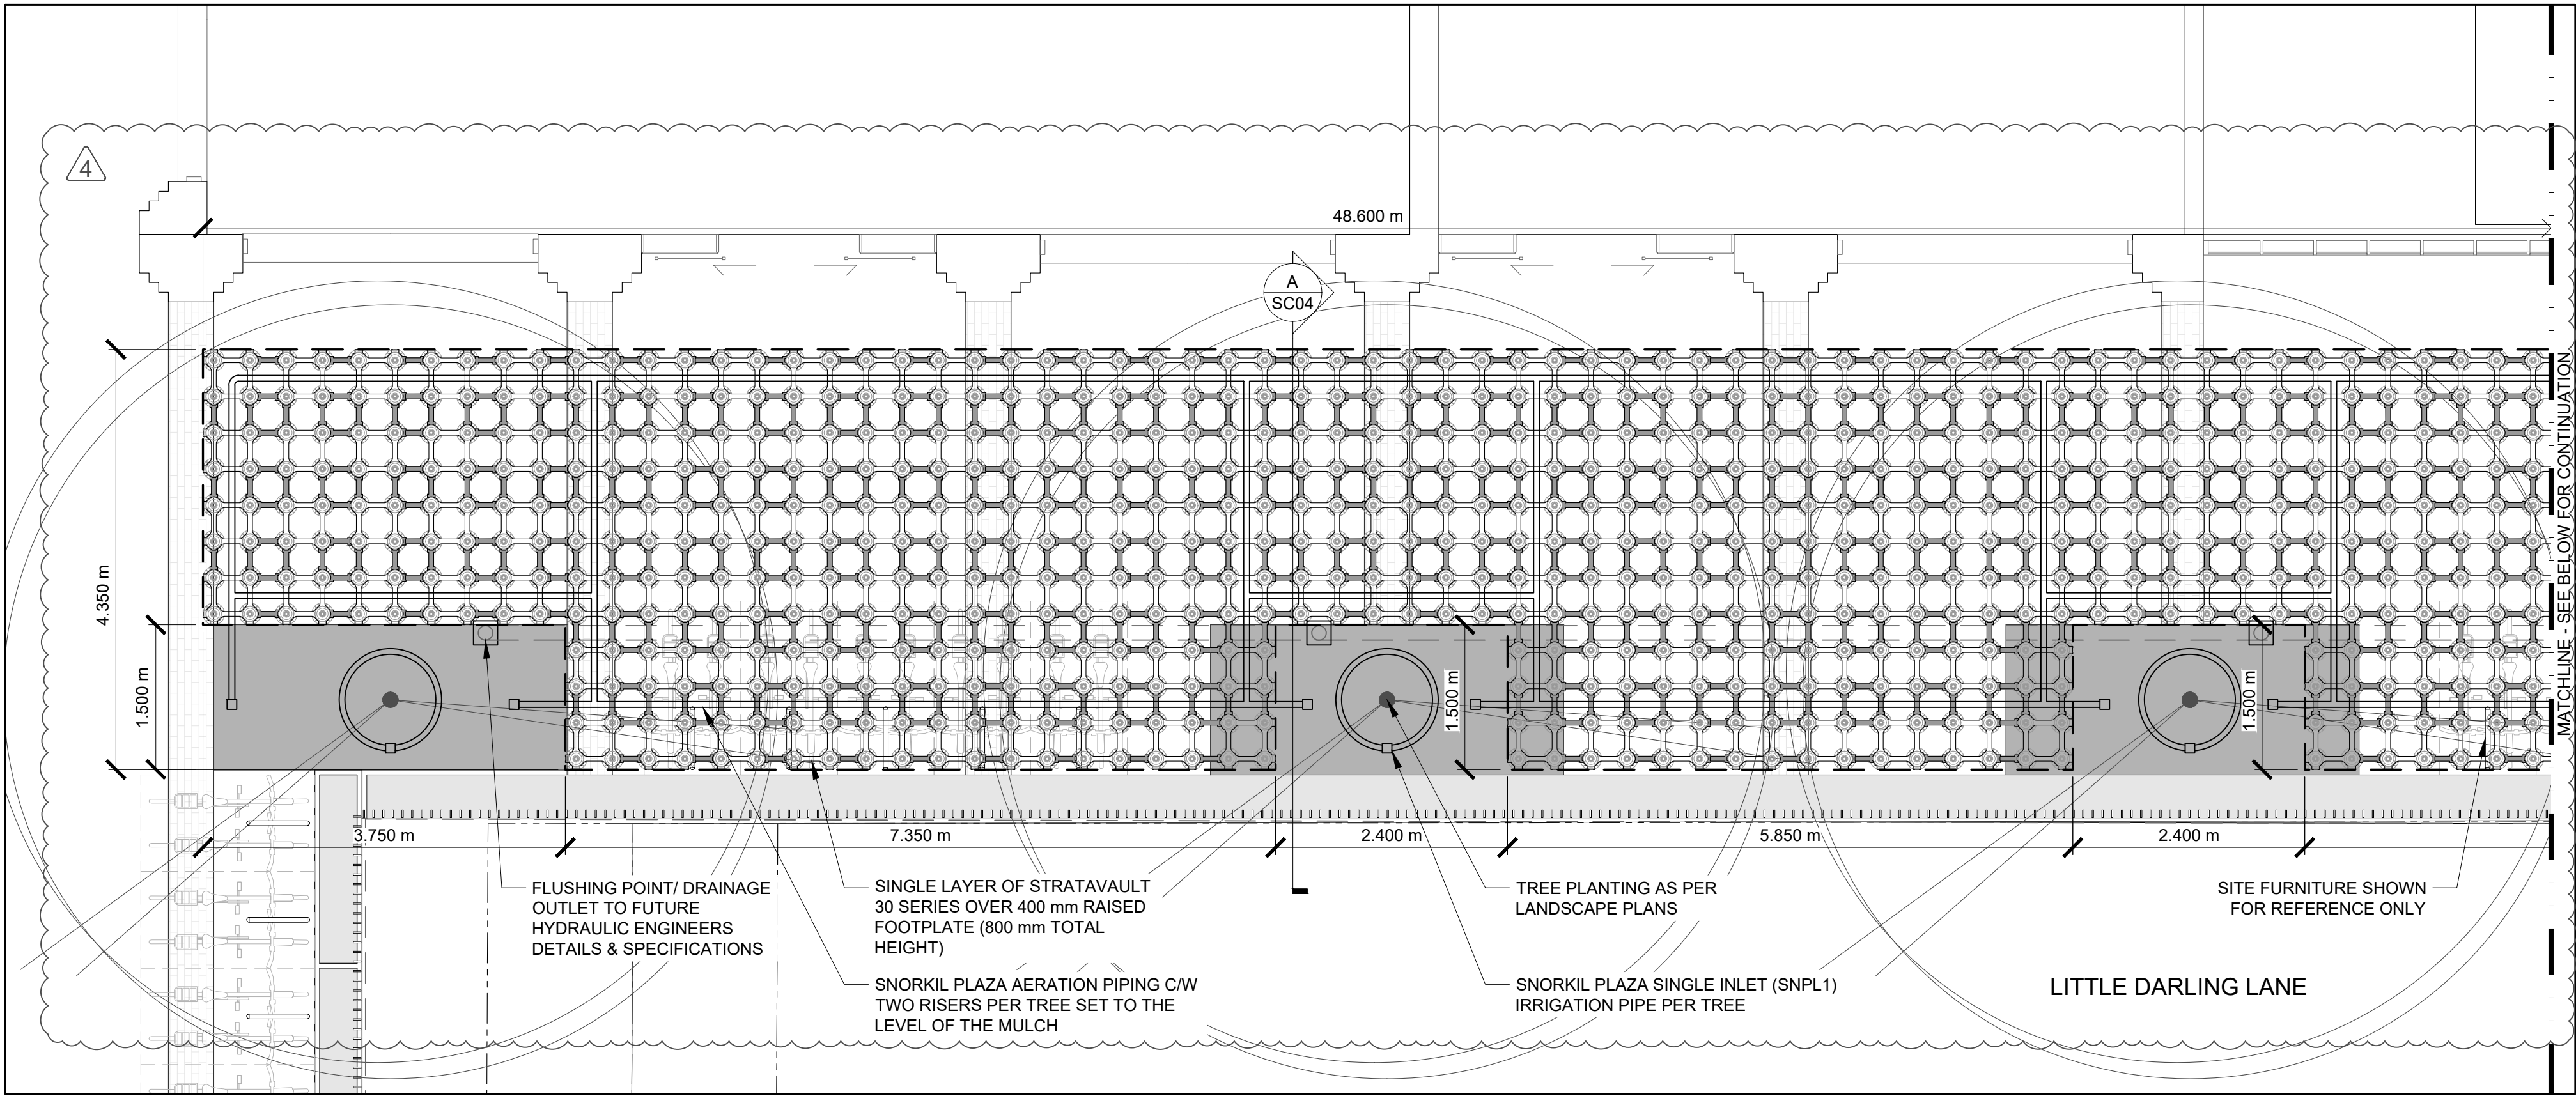 4
48.600 m
A
SC04
4.350 m
1.500 m
1.500 m
1.500 m
MATCHLINE - SEE BELOW FOR CONTINUATION
3.750 m
7.350 m
2.400 m
5.850 m
2.400 m
FLUSHING POINT/ DRAINAGE
OUTLET TO FUTURE
HYDRAULIC ENGINEERS
DETAILS & SPECIFICATIONS
SINGLE LAYER OF STRATAVAULT
30 SERIES OVER 400 mm RAISED
FOOTPLATE (800 mm TOTAL
HEIGHT)
SNORKIL PLAZA AERATION PIPING C/W
TWO RISERS PER TREE SET TO THE
LEVEL OF THE MULCH
TREE PLANTING AS PER
LANDSCAPE PLANS
SNORKIL PLAZA SINGLE INLET (SNPL1)
IRRIGATION PIPE PER TREE
SITE FURNITURE SHOWN
FOR REFERENCE ONLY
LITTLE DARLING LANE